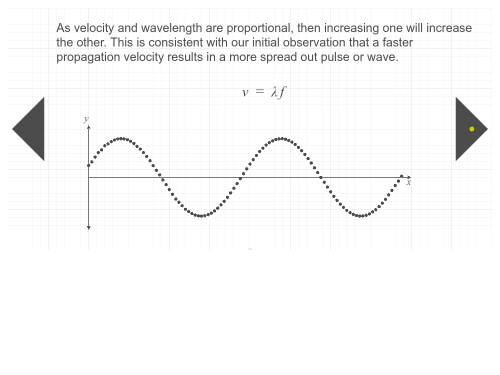 As velocity and wavelength are proportional, then increasing one will increase
the other. This is consistent with our initial observation that a faster
propagation velocity results in a more spread out pulse or wave.
v = λf
y
x